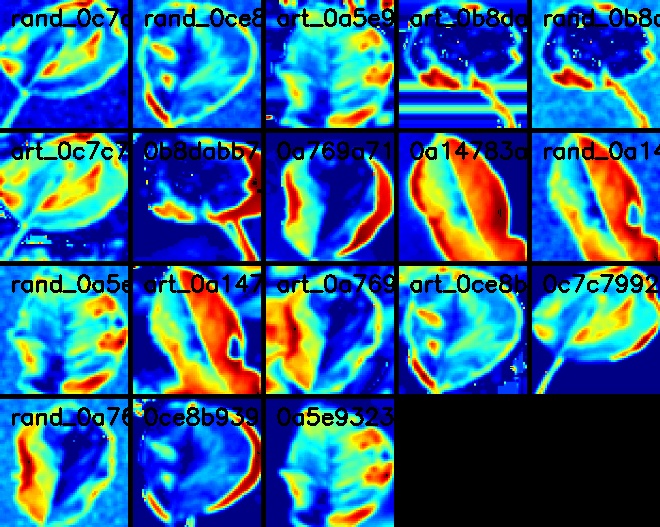 rand_0c7c rand_0ce8 art_0a5e9 art_0b8da rand_0b8d
art_0c7c7 0b8dabb7 0a769a71 0a14783a rand_0a14
rand_0a5e art_0a147 art_0a769 art_0ce8b 0c7c7992
rand_0a76 0ce8b939 0a5e9323